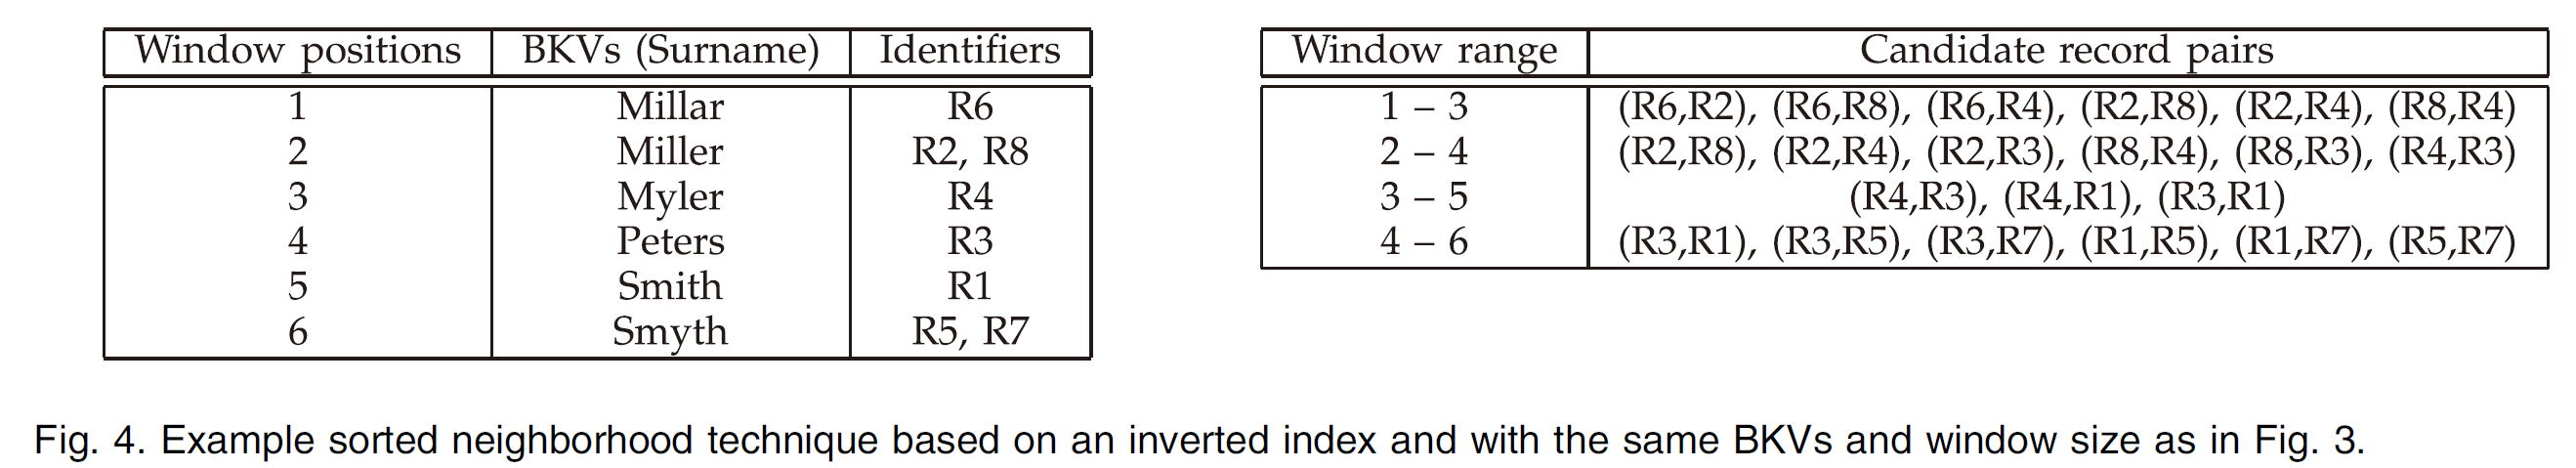 Window positions BKVs (Surname) Identifiers
1 Millar R6
2 Miller R2, R8
3 Myler R4
4 Peters R3
5 Smith R1
6 Smyth R5, R7
Window range Candidate record pairs
1 – 3 (R6,R2), (R6,R8), (R6,R4), (R2,R8), (R2,R4), (R8,R4)
2 – 4 (R2,R8), (R2,R4), (R2,R3), (R8,R4), (R8,R3), (R4,R3)
3 – 5 (R4,R3), (R4,R1), (R3,R1)
4 – 6 (R3,R1), (R3,R5), (R3,R7), (R1,R5), (R1,R7), (R5,R7)
Fig. 4. Example sorted neighborhood technique based on an inverted index and with the same BKVs and window size as in Fig. 3.